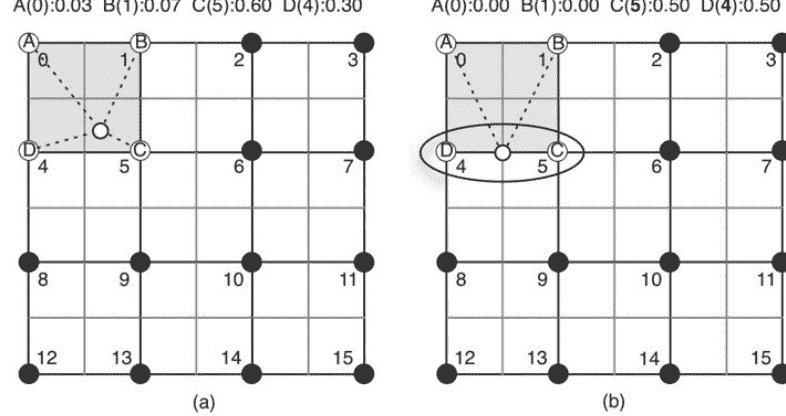 A(0):0.03 B(1):0.07 C(5):0.60 D(4):0.30
A(0):0.00 B(1):0.00 C(5):0.50 D(4):0.50
A B
0 1 2 3
D C
4 5 6 7
8 9 10 11
12 13 14 15
(a)
A B
0 1 2 3
D C
4 5 6 7
8 9 10 11
12 13 14 15
(b)